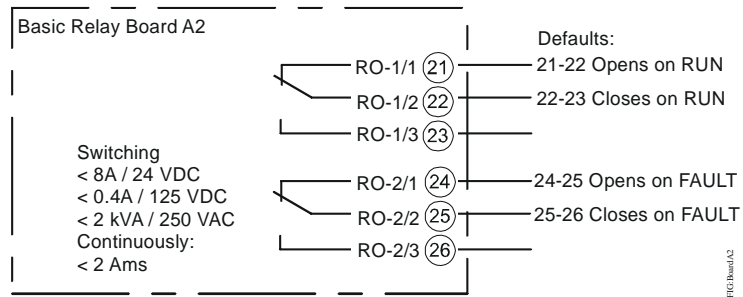 Basic Relay Board A2
Defaults:
RO-1/1 21 21-22 Opens on RUN
RO-1/2 22 22-23 Closes on RUN
RO-1/3 23
Switching
< 8A / 24 VDC
< 0.4A / 125 VDC
< 2 kVA / 250 VAC
Continuously:
< 2 Ams
RO-2/1 24 24-25 Opens on FAULT
RO-2/2 25 25-26 Closes on FAULT
RO-2/3 26
FIG:BoardA2